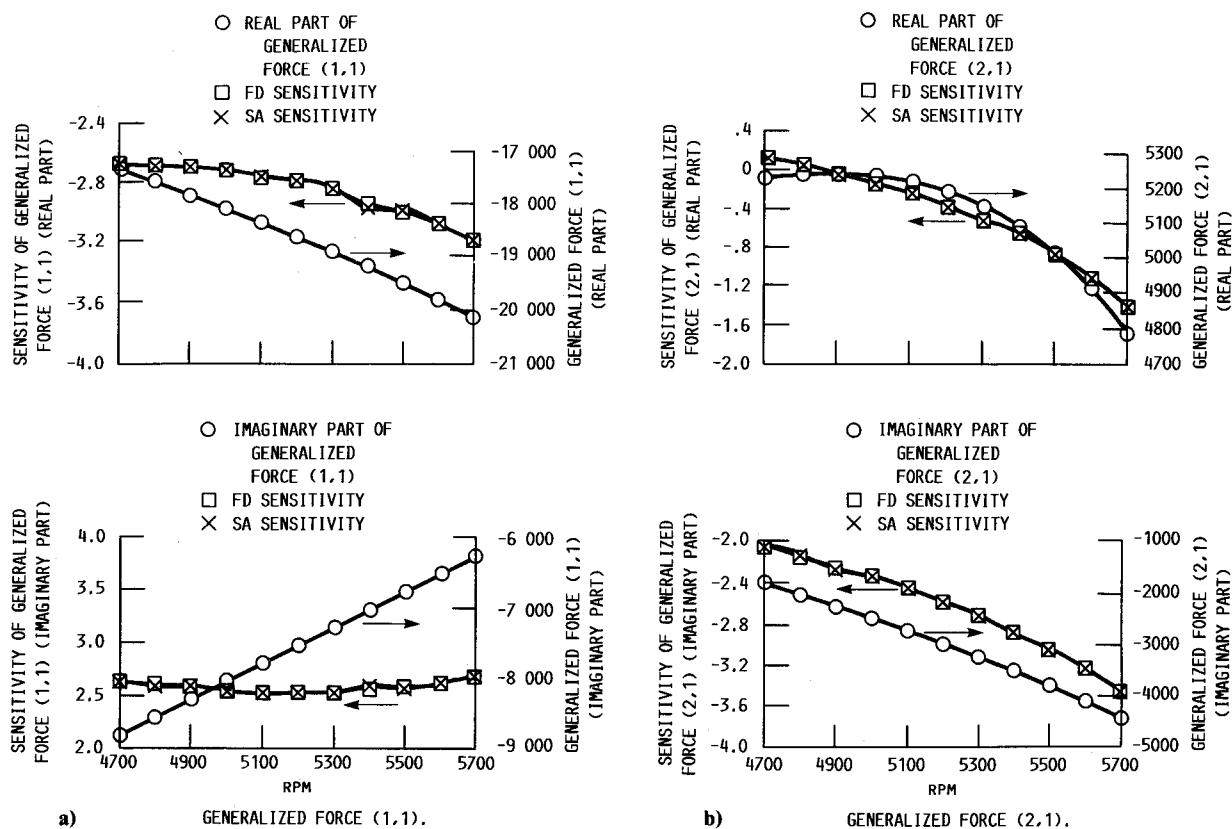 REAL PART OF
GENERALIZED
FORCE (1,1)
FD SENSITIVITY
SA SENSITIVITY
SENSITIVITY OF GENERALIZED
FORCE (1,1) (REAL PART)
-2.4
-2.8
-3.2
-3.6
-4.0
-17 000
-18 000
-19 000
-20 000
-21 000
GENERALIZED FORCE (1,1)
(REAL PART)
REAL PART OF
GENERALIZED
FORCE (2,1)
FD SENSITIVITY
SA SENSITIVITY
SENSITIVITY OF GENERALIZED
FORCE (2,1) (REAL PART)
.4
0
-.4
-.8
-1.2
-1.6
-2.0
5300
5200
5100
5000
4900
4800
4700
GENERALIZED FORCE (2,1)
(REAL PART)
IMAGINARY PART OF
GENERALIZED
FORCE (1,1)
FD SENSITIVITY
SA SENSITIVITY
SENSITIVITY OF GENERALIZED
FORCE (1,1) (IMAGINARY PART)
4.0
3.5
3.0
2.5
2.0
-6 000
-7 000
-8 000
-9 000
GENERALIZED FORCE (1,1)
(IMAGINARY PART)
4700 4900 5100 5300 5500 5700
RPM
a) GENERALIZED FORCE (1,1).
IMAGINARY PART OF
GENERALIZED
FORCE (2,1)
FD SENSITIVITY
SA SENSITIVITY
SENSITIVITY OF GENERALIZED
FORCE (2,1) (IMAGINARY PART)
-2.0
-2.4
-2.8
-3.2
-3.6
-4.0
-1000
-2000
-3000
-4000
-5000
GENERALIZED FORCE (2,1)
(IMAGINARY PART)
4700 4900 5100 5300 5500 5700
RPM
b) GENERALIZED FORCE (2,1).